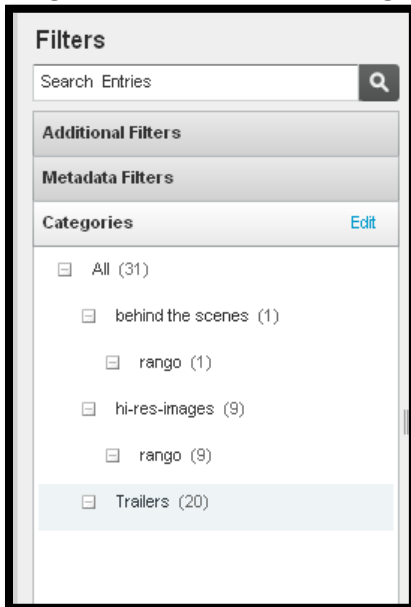 Filters
Search Entries
Additional Filters
Metadata Filters
Categories Edit
All (31)
behind the scenes (1)
rango (1)
hi-res-images (9)
rango (9)
Trailers (20)